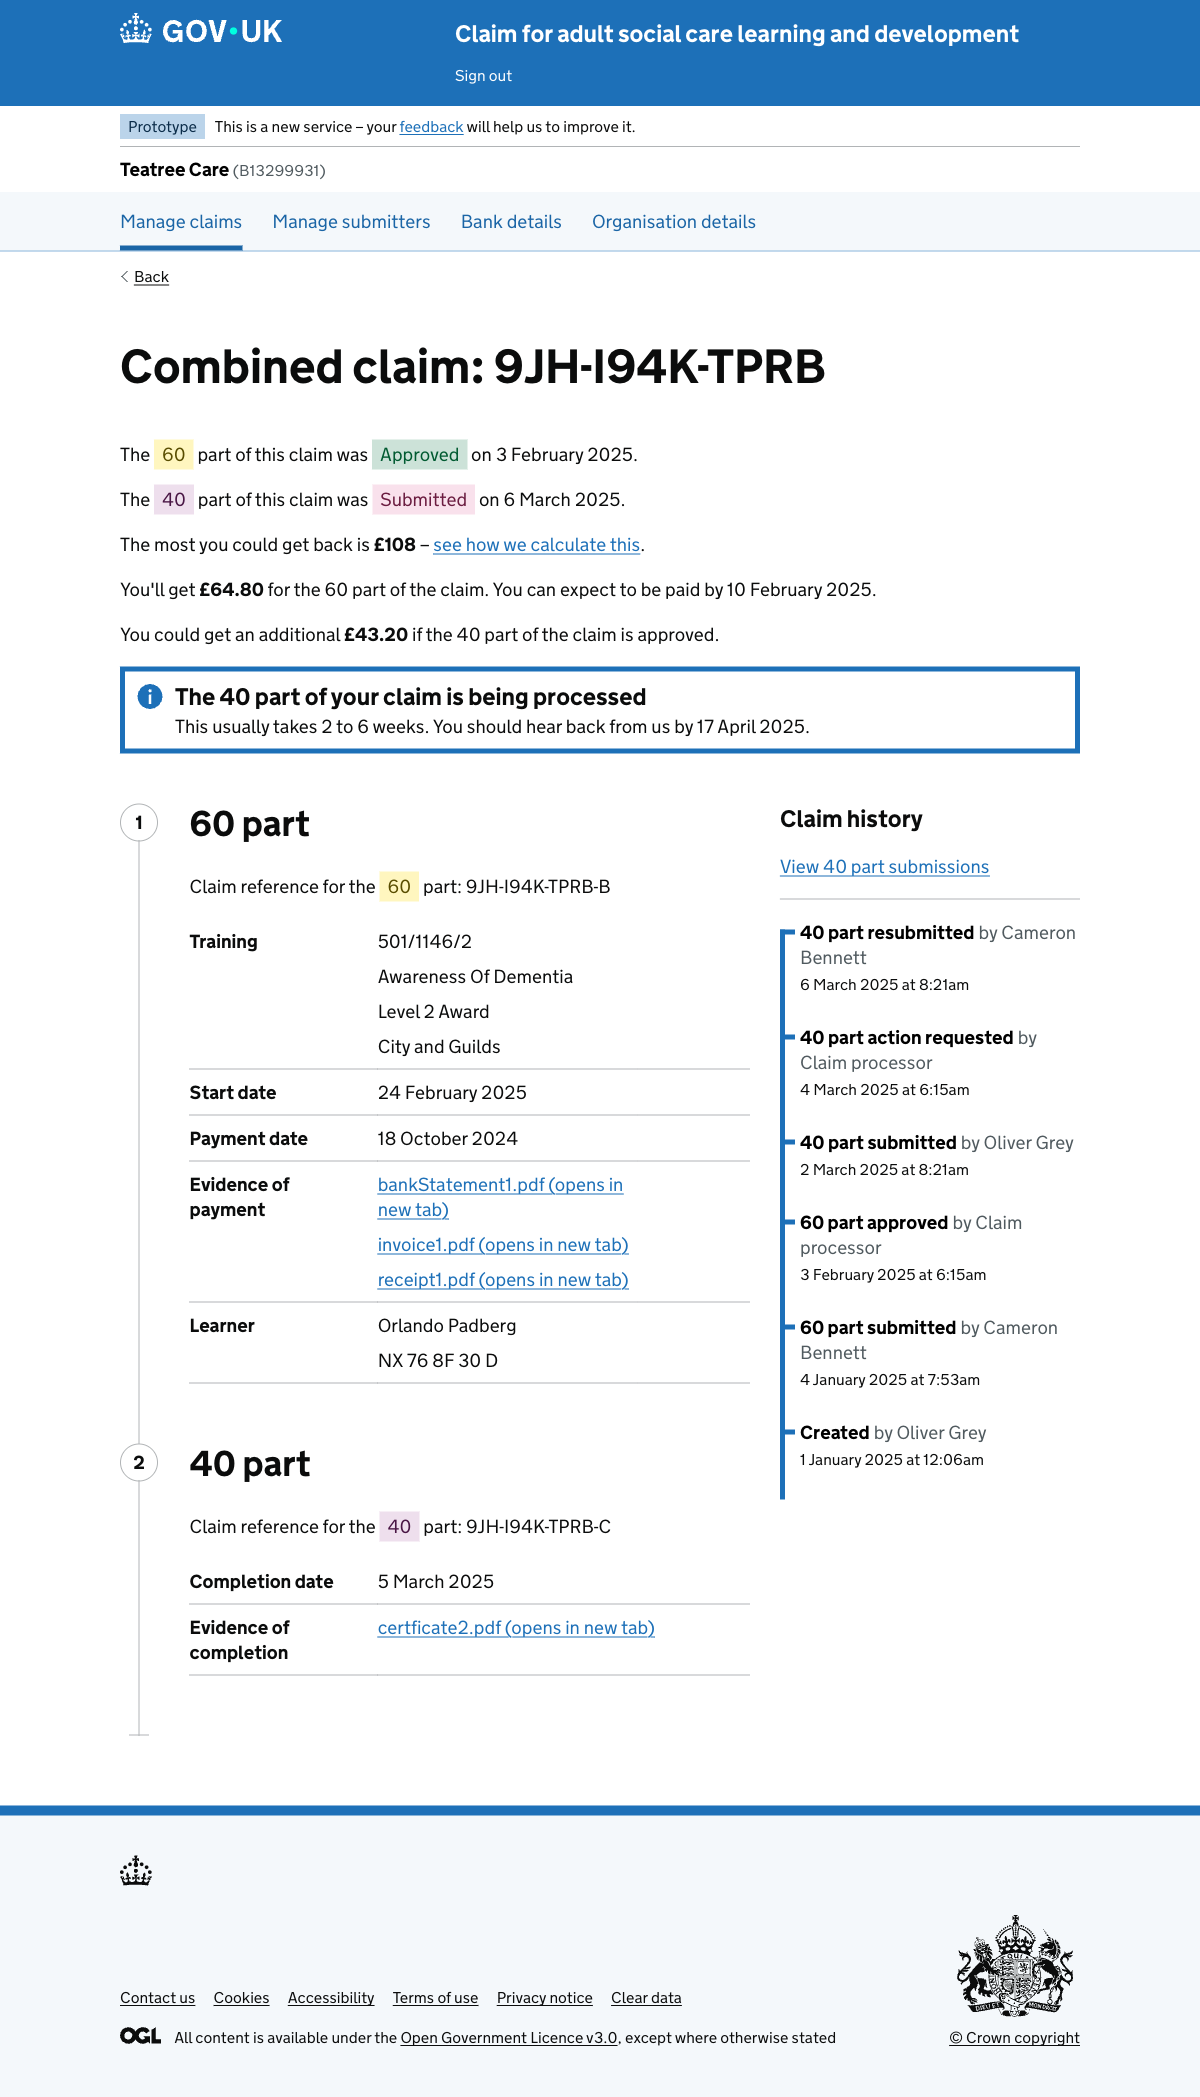 GOV·UK
Claim for adult social care learning and development
Sign out
Prototype This is a new service – your feedback will help us to improve it.
Teatree Care (B13299931)
Manage claims Manage submitters Bank details Organisation details
Back
Combined claim: 9JH-I94K-TPRB
The 60 part of this claim was Approved on 3 February 2025.
The 40 part of this claim was Submitted on 6 March 2025.
The most you could get back is £108 – see how we calculate this.
You'll get £64.80 for the 60 part of the claim. You can expect to be paid by 10 February 2025.
You could get an additional £43.20 if the 40 part of the claim is approved.
The 40 part of your claim is being processed
This usually takes 2 to 6 weeks. You should hear back from us by 17 April 2025.
1
60 part
Claim reference for the 60 part: 9JH-I94K-TPRB-B
Training 501/1146/2
Awareness Of Dementia
Level 2 Award
City and Guilds
Start date 24 February 2025
Payment date 18 October 2024
Evidence of payment
bankStatement1.pdf (opens in
new tab)
invoice1.pdf (opens in new tab)
receipt1.pdf (opens in new tab)
Learner Orlando Padberg
NX 76 8F 30 D
2
40 part
Claim reference for the 40 part: 9JH-I94K-TPRB-C
Completion date 5 March 2025
Evidence of completion
certficate2.pdf (opens in new tab)
Claim history
View 40 part submissions
40 part resubmitted by Cameron
Bennett
6 March 2025 at 8:21am
40 part action requested by
Claim processor
4 March 2025 at 6:15am
40 part submitted by Oliver Grey
2 March 2025 at 8:21am
60 part approved by Claim
processor
3 February 2025 at 6:15am
60 part submitted by Cameron
Bennett
4 January 2025 at 7:53am
Created by Oliver Grey
1 January 2025 at 12:06am
Contact us Cookies Accessibility Terms of use Privacy notice Clear data
OGL All content is available under the Open Government Licence v3.0, except where otherwise stated
© Crown copyright